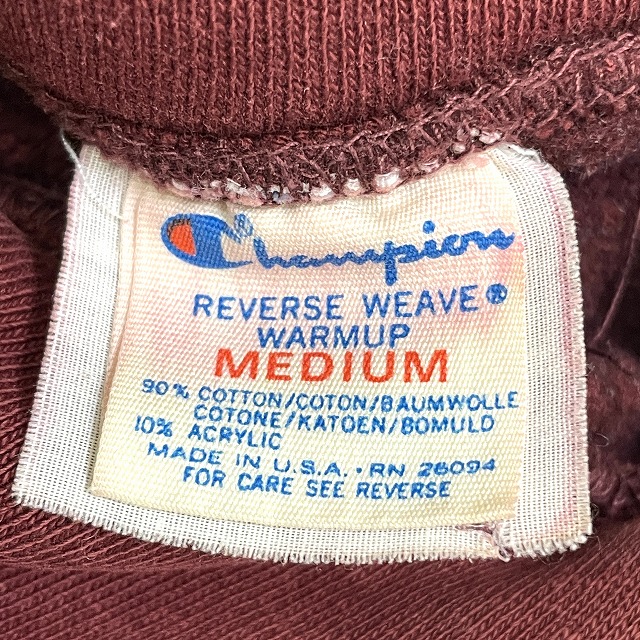 Champion
REVERSE WEAVE®
WARMUP
MEDIUM
90% COTTON/COTON/BAUMWOLLE
COTONE/KATOEN/BOMULD
10% ACRYLIC
MADE IN U.S.A. · RN 26094
FOR CARE SEE REVERSE